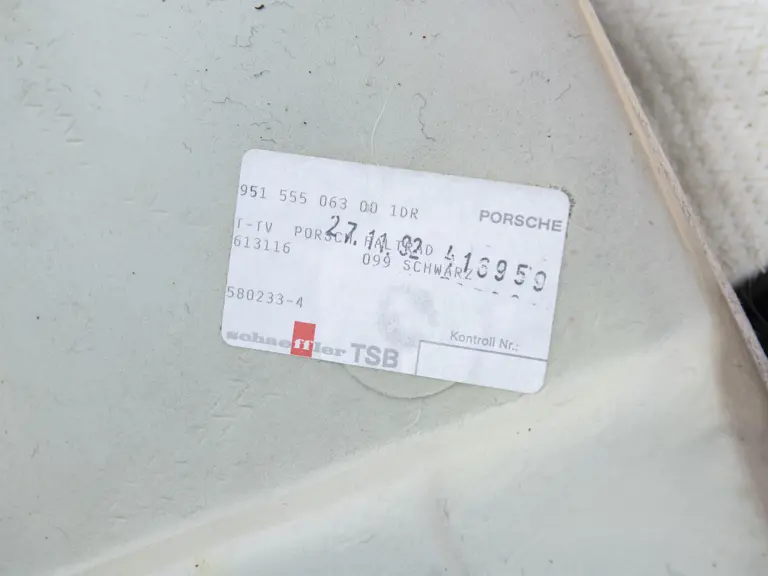 951 555 063 00 1DR
PORSCHE
T-TV PORSCH. FALTRAD
27.11.92 416959
613116 099 SCHWARZ
580233-4
schaeffler TSB
Kontroll Nr.: